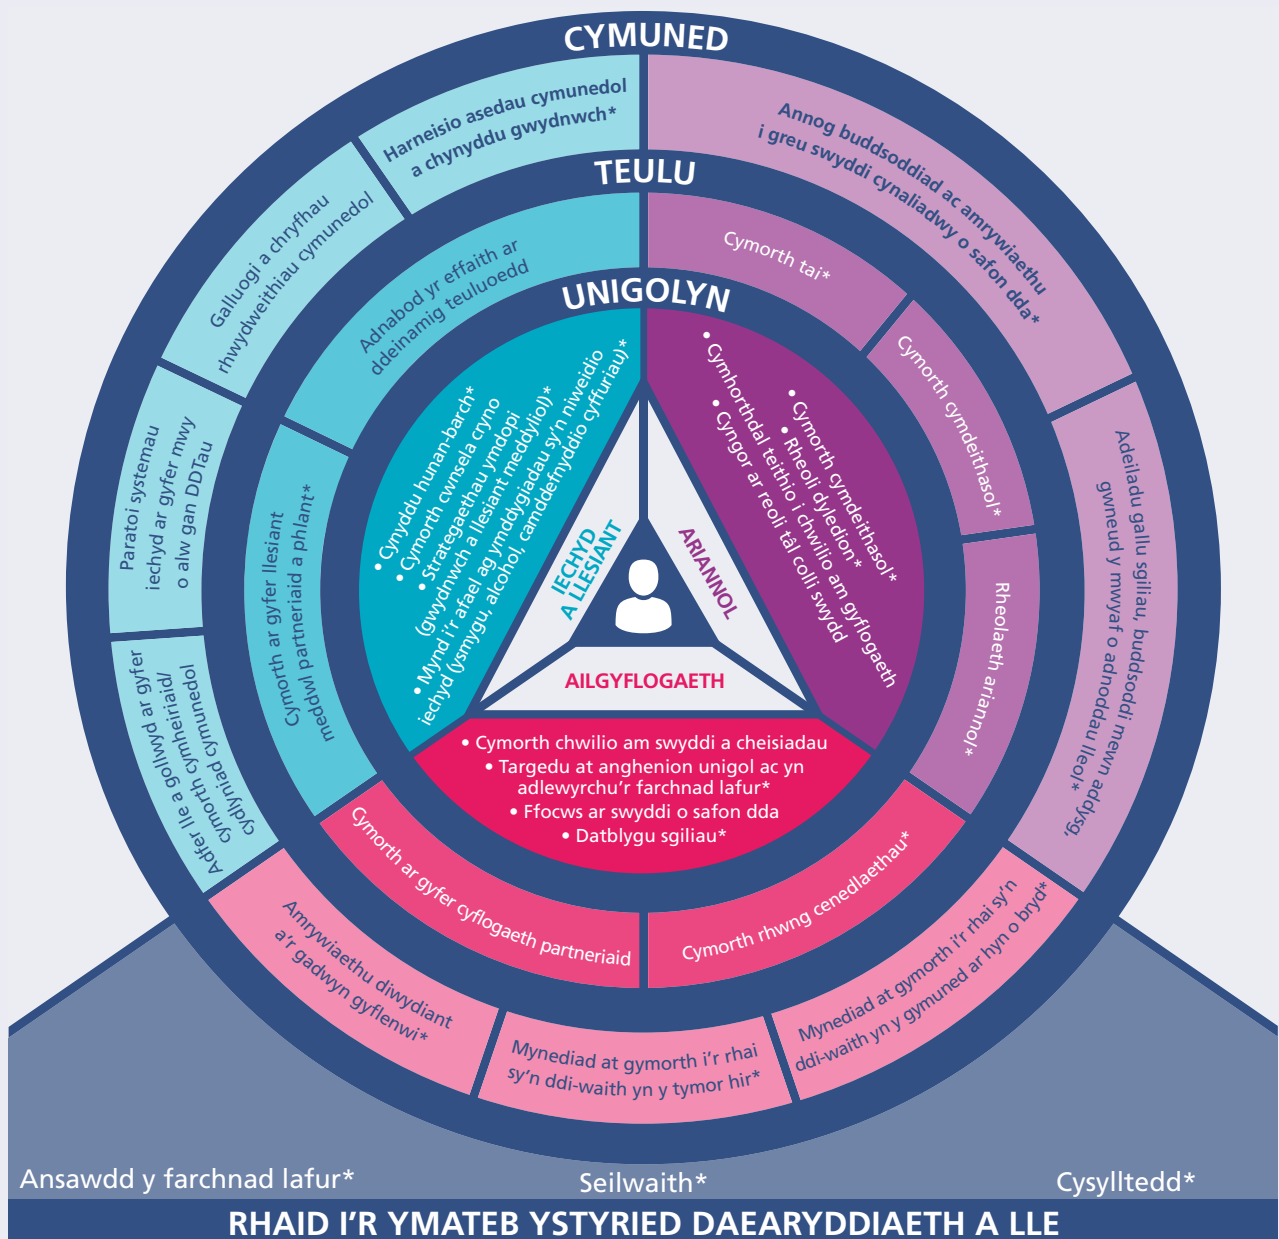 CYMUNED
Harneisio asedau cymunedol
a chynyddu gwydnwch*
Annog buddsoddiad ac amrywiaethu
i greu swyddi cynaliadwy o safon dda*
Galluogi a chryfhau
rhwydweithiau cymunedol
Paratoi systemau
iechyd ar gyfer mwy
o alw gan DDTau
Adfer lle a gollwyd ar gyfer
cymorth cymheiriaid/
cydlyniad cymunedol
Adeiladu gallu sgiliau, buddsoddi mewn addysg,
gwneud y mwyaf o adnoddau lleol*
Amrywiaethu diwydiant
a'r gadwyn gyflenwi*
Mynediad at gymorth i'r rhai
sy'n ddi-waith yn y tymor hir*
Mynediad at gymorth i'r rhai sy'n
ddi-waith yn y gymuned ar hyn o bryd*
TEULU
Adnabod yr effaith ar
ddeinamig teuluoedd
Cymorth ar gyfer llesiant
meddwl partneriaid a phlant*
Cymorth tai*
Cymorth cymdeithasol*
Rheolaeth ariannol*
Cymorth ar gyfer cyflogaeth partneriaid
Cymorth rhwng cenedlaethau*
UNIGOLYN
• Cynyddu hunan-barch*
• Cymorth cwnsela cryno
• Strategaethau ymdopi
(gwydnwch a llesiant meddyliol)*
• Mynd i'r afael ag ymddygiadau sy'n niweidio
iechyd (ysmygu, alcohol, camddefnyddio cyffuriau)*
• Cymorth cymdeithasol*
• Rheoli dyledion*
• Cymhorthdal teithio i chwilio am gyflogaeth
• Cyngor ar reoli tâl colli swydd
IECHYD
A LLESIANT
ARIANNOL
AILGYFLOGAETH
• Cymorth chwilio am swyddi a cheisiadau
• Targedu at anghenion unigol ac yn
adlewyrchu'r farchnad lafur*
• Ffocws ar swyddi o safon dda
• Datblygu sgiliau*
Ansawdd y farchnad lafur*
Seilwaith*
Cysylltedd*
RHAID I'R YMATEB YSTYRIED DAEARYDDIAETH A LLE